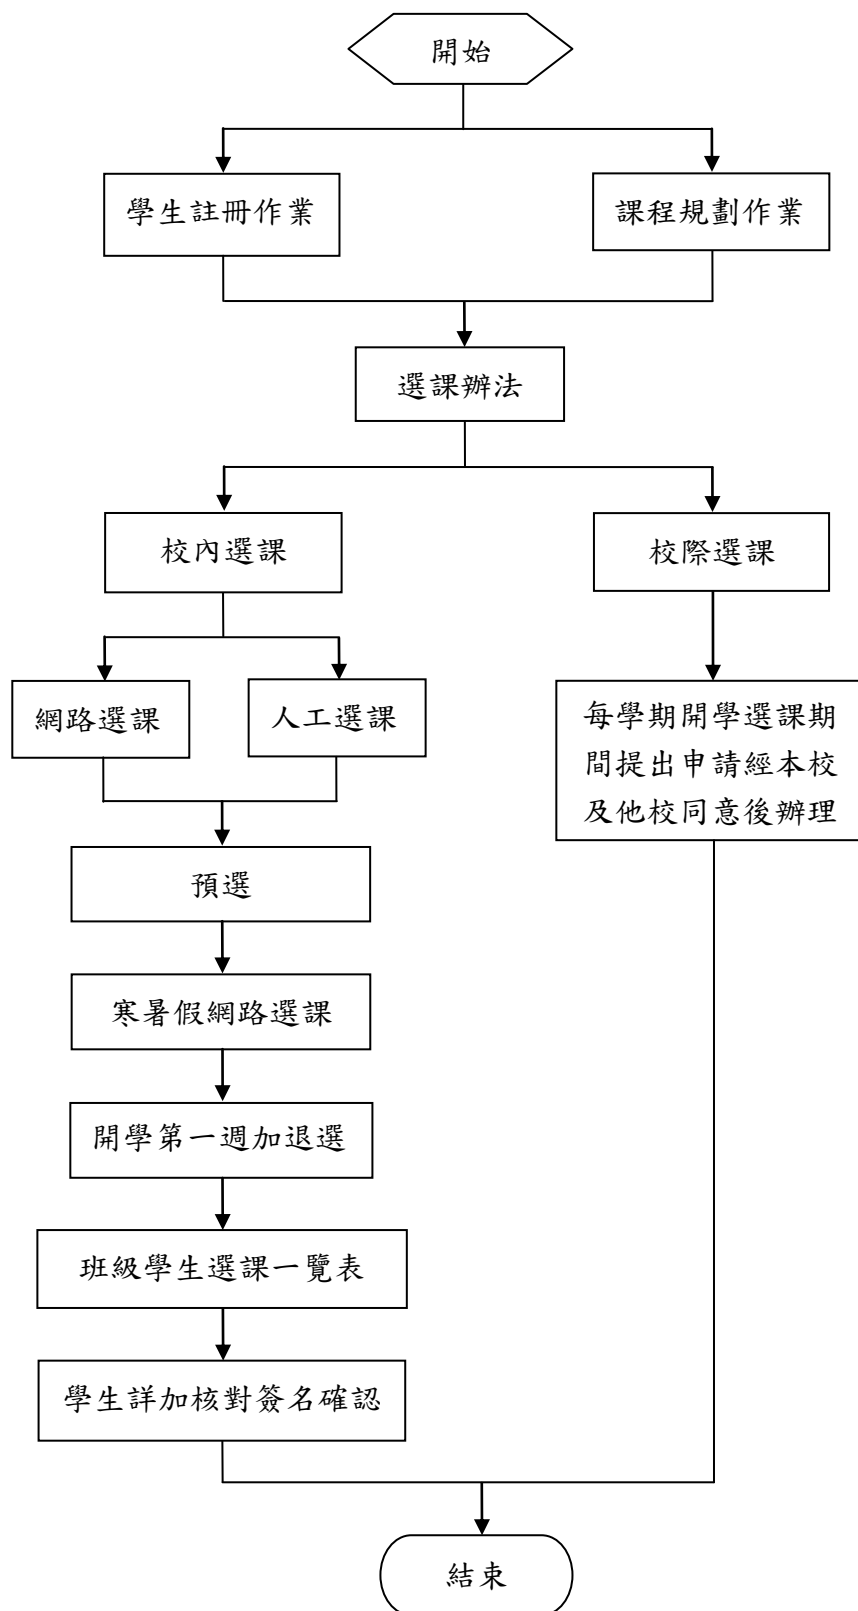 開始
學生註冊作業
課程規劃作業
選課辦法
校內選課
校際選課
網路選課
人工選課
每學期開學選課期
間提出申請經本校
及他校同意後辦理
預選
寒暑假網路選課
開學第一週加退選
班級學生選課一覽表
學生詳加核對簽名確認
結束